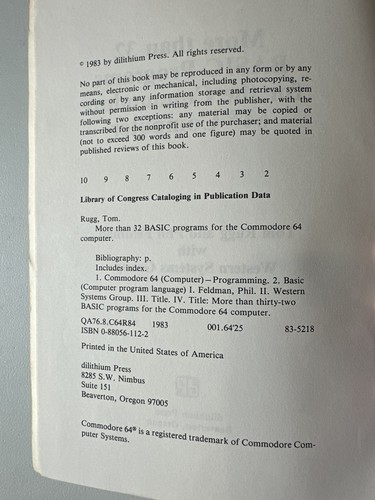 © 1983 by dilithium Press. All rights reserved.
No part of this book may be reproduced in any form or by any
means, electronic or mechanical, including photocopying, re-
cording or by any information storage and retrieval system
without permission in writing from the publisher, with the
following two exceptions: any material may be copied or
transcribed for the nonprofit use of the purchaser; and material
(not to exceed 300 words and one figure) may be quoted in
published reviews of this book.
10 9 8 7 6 5 4 3 2
Library of Congress Cataloging in Publication Data
Rugg, Tom.
More than 32 BASIC programs for the Commodore 64
computer.
Bibliography: p.
Includes index.
1. Commodore 64 (Computer)—Programming. 2. Basic
(Computer program language) I. Feldman, Phil. II. Western
Systems Group. III. Title. IV. Title: More than thirty-two
BASIC programs for the Commodore 64 computer.
QA76.8.C64R84 1983 001.64'25 83-5218
ISBN 0-88056-112-2
Printed in the United States of America
dilithium Press
8285 S.W. Nimbus
Suite 151
Beaverton, Oregon 97005
Commodore 64® is a registered trademark of Commodore Com-
puter Systems.